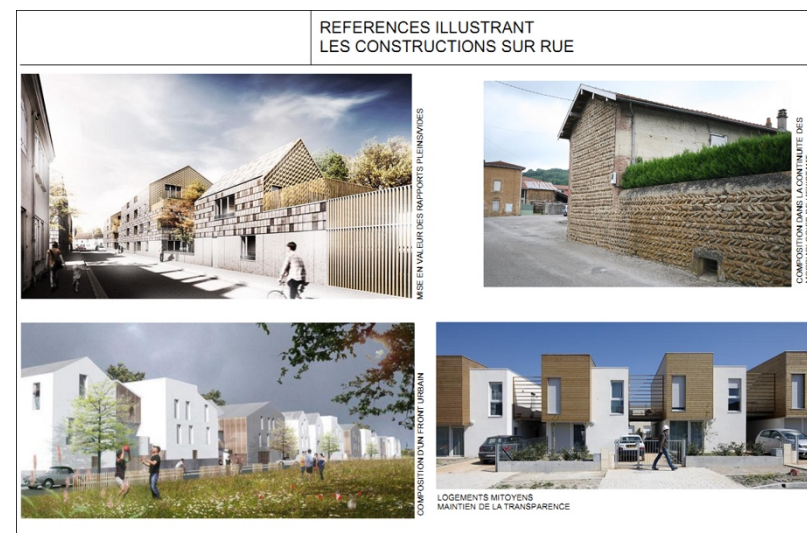 REFERENCES ILLUSTRANT
LES CONSTRUCTIONS SUR RUE
MISE EN VALEUR DES RAPPORTS PLEINS/VIDES
COMPOSITION DANS LA CONTINUITE DES
COMPOSITION D'UN FRONT URBAIN
LOGEMENTS MITOYENS
MAINTIEN DE LA TRANSPARENCE